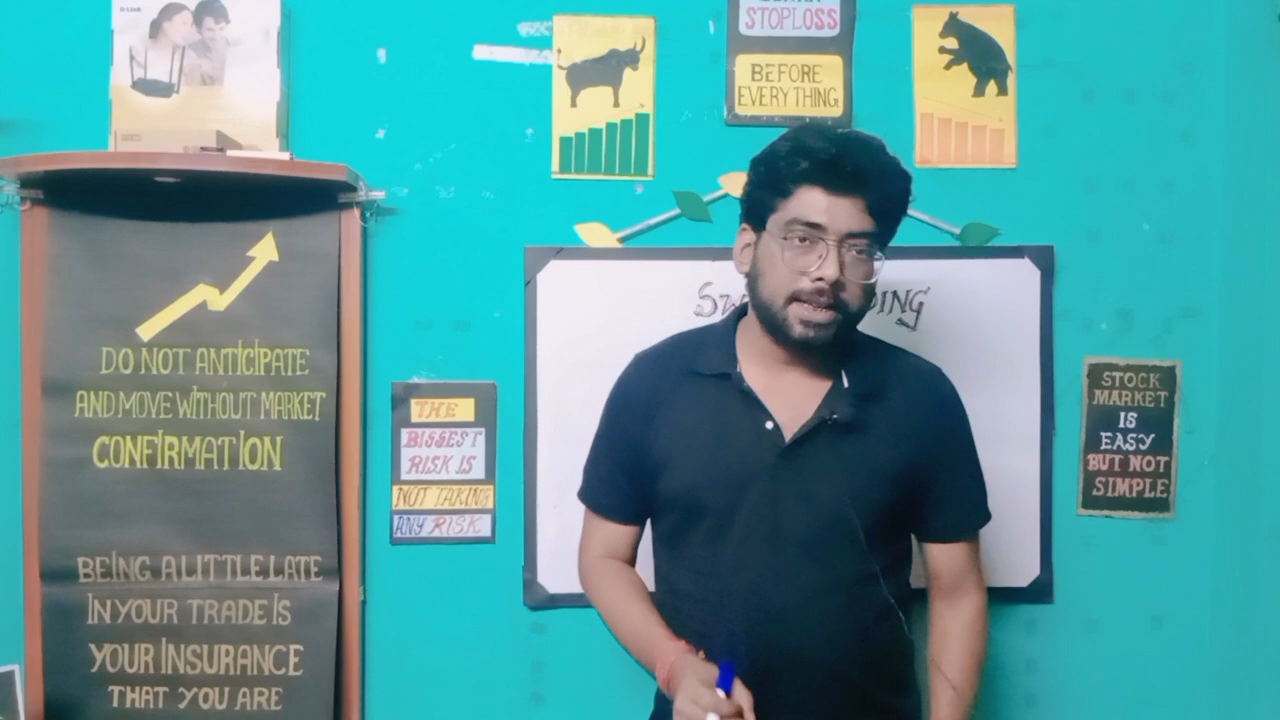 D-Link
STOPLOSS
BEFORE
EVERYTHING
DO NOT ANTICIPATE
AND MOVE WITHOUT MARKET
CONFIRMATION
BEING A LITTLE LATE
IN YOUR TRADE IS
YOUR INSURANCE
THAT YOU ARE
THE
BIGGEST
RISK IS
NOT TAKING
ANY RISK
STOCK
MARKET
IS
EASY
BUT NOT
SIMPLE